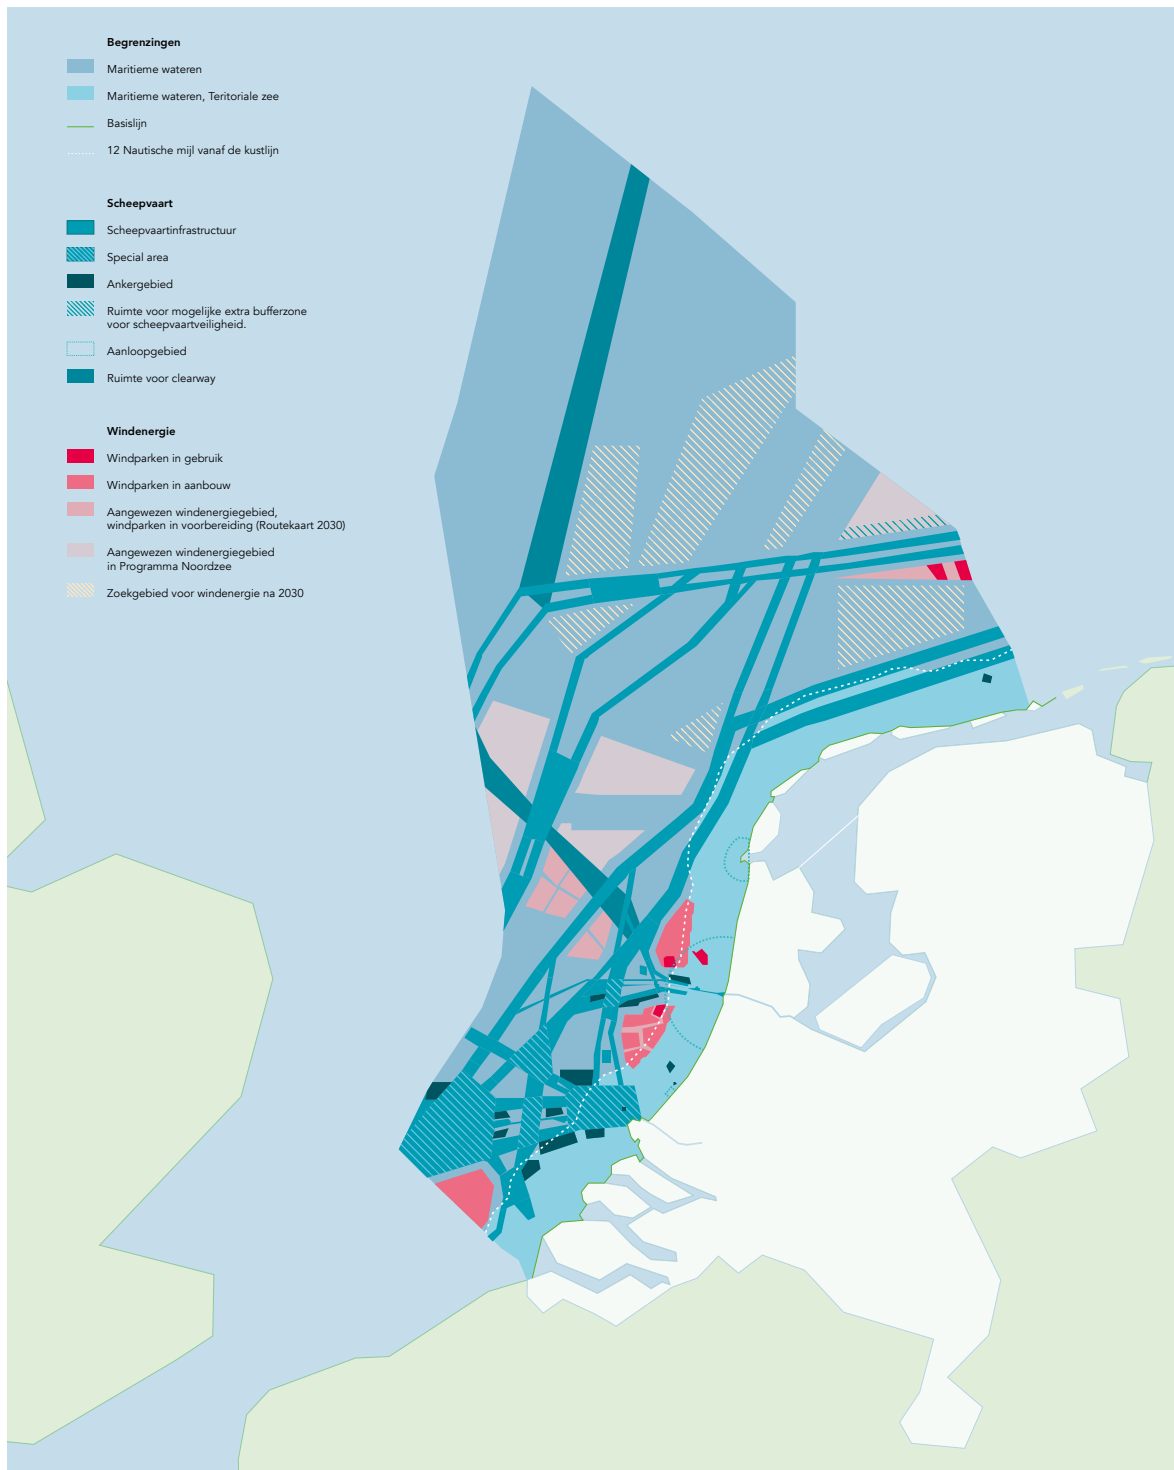 Begrenzingen
Maritieme wateren
Maritieme wateren, Teritoriale zee
Basislijn
12 Nautische mijl vanaf de kustlijn
Scheepvaart
Scheepvaartinfrastructuur
Special area
Ankergebied
Ruimte voor mogelijke extra bufferzone
voor scheepvaartveiligheid.
Aanloopgebied
Ruimte voor clearway
Windenergie
Windparken in gebruik
Windparken in aanbouw
Aangewezen windenergiegebied,
windparken in voorbereiding (Routekaart 2030)
Aangewezen windenergiegebied
in Programma Noordzee
Zoekgebied voor windenergie na 2030